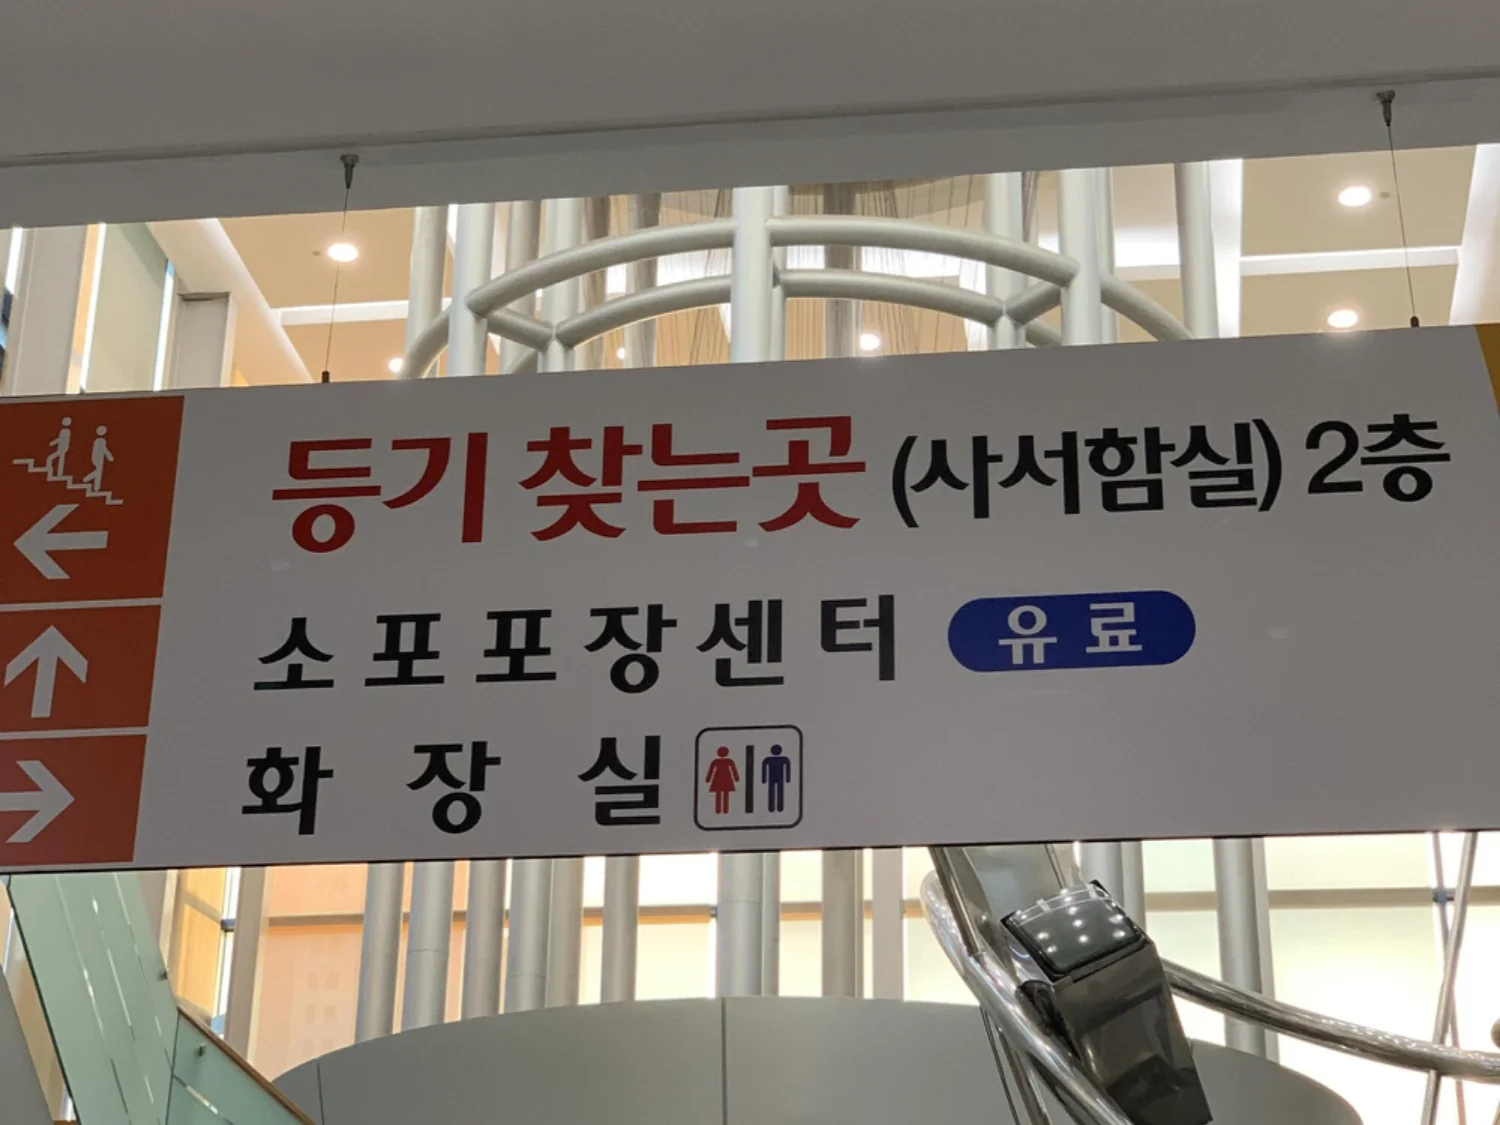 등기 찾는곳 (사서함실) 2층
소포포장센터 유료
화장실